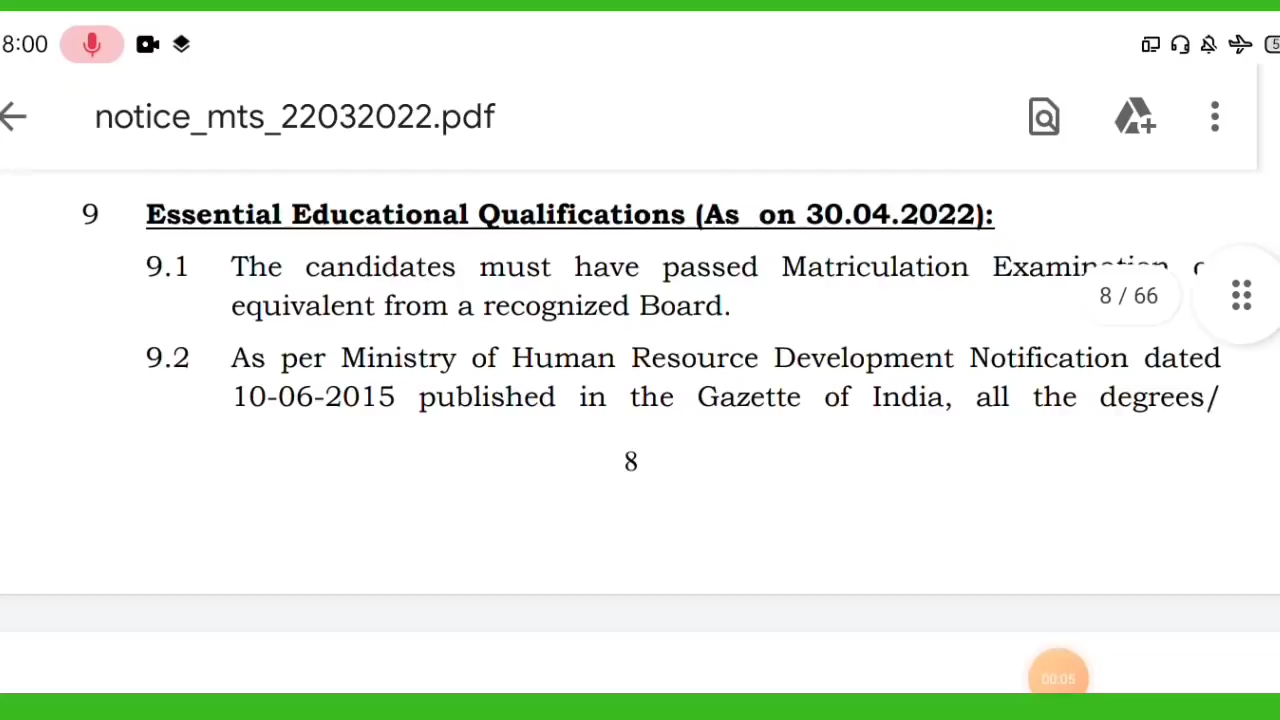 8:00
notice_mts_22032022.pdf
9 Essential Educational Qualifications (As on 30.04.2022):
9.1 The candidates must have passed Matriculation
equivalent from a recognized Board.
8 / 66
9.2 As per Ministry of Human Resource Development Notification dated
10-06-2015 published in the Gazette of India, all the degrees/
8
00:05